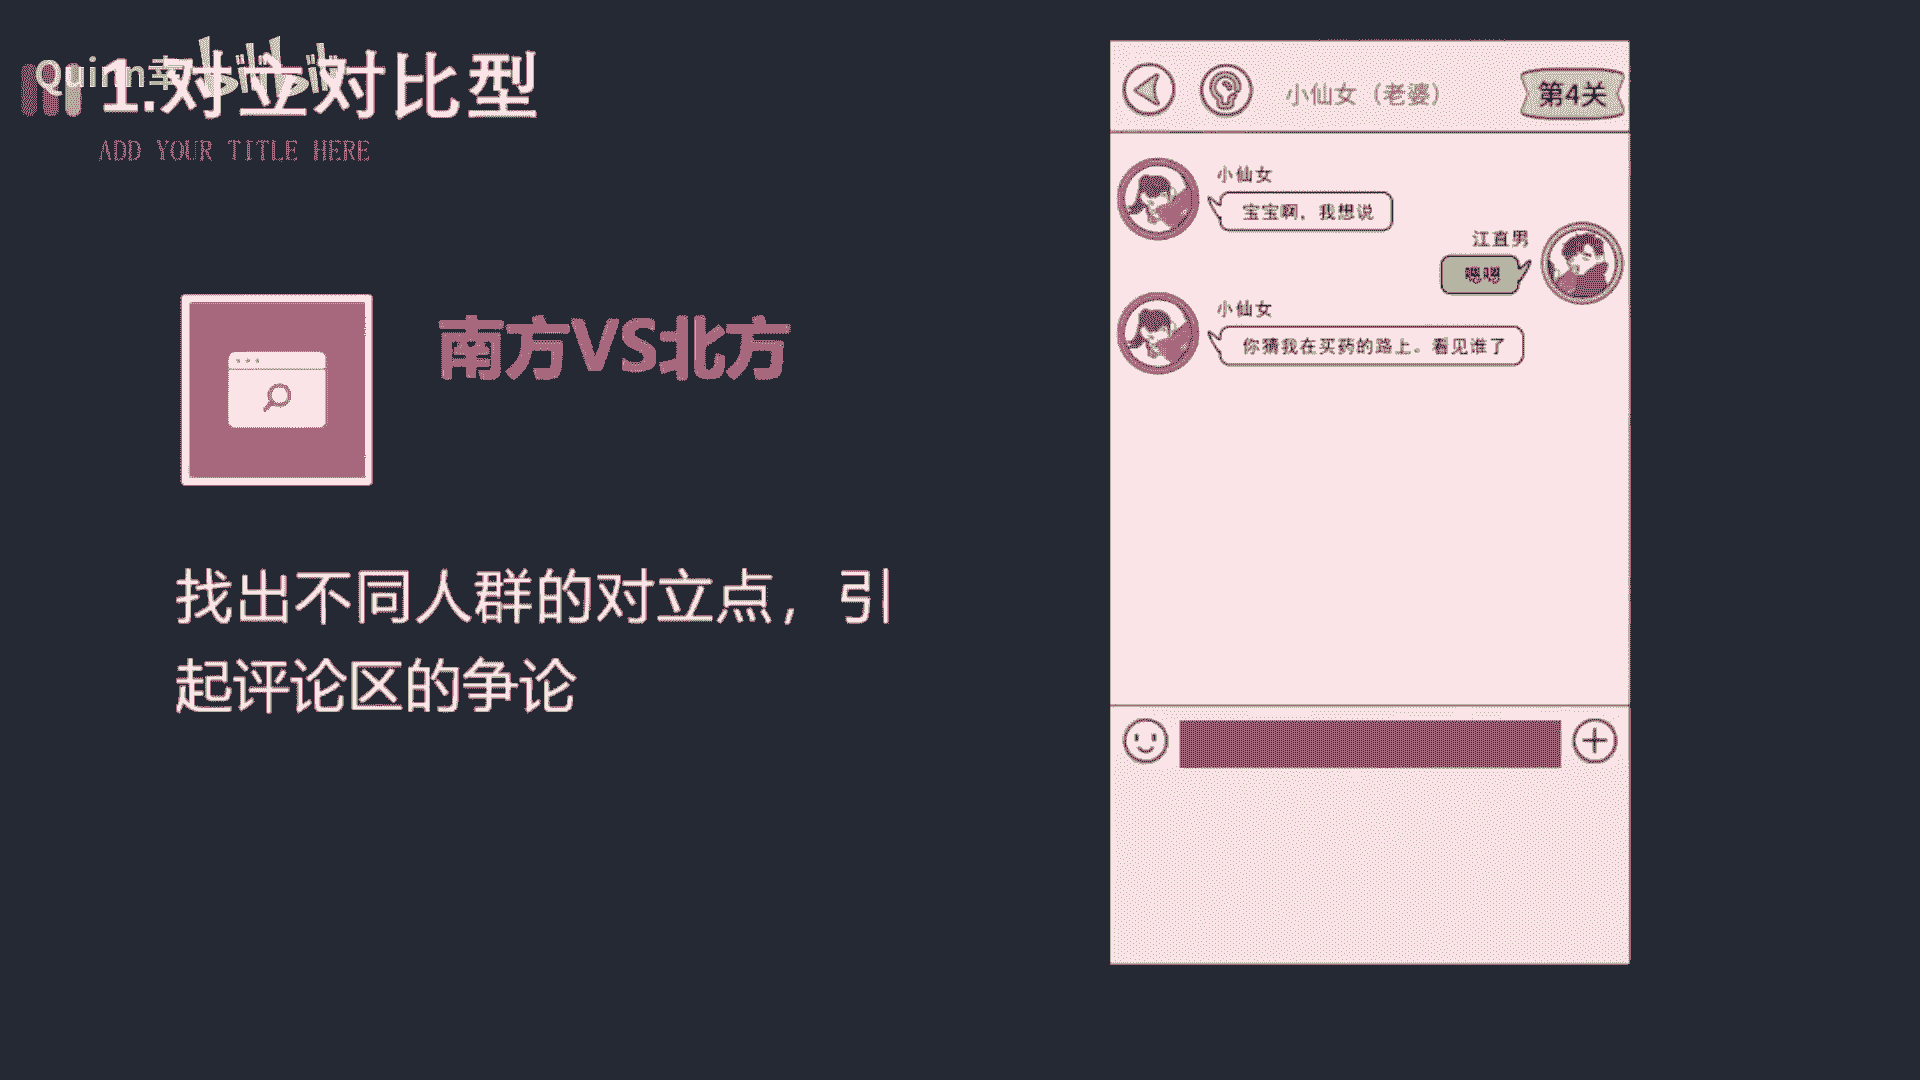 1.对立对比型
ADD YOUR TITLE HERE
南方VS北方
找出不同人群的对立点，引
起评论区的争论
小仙女（老婆）
第4关
小仙女
宝宝啊，我想说
江直男
嗯嗯
小仙女
你猜我在买药的路上。看见谁了
bilibili